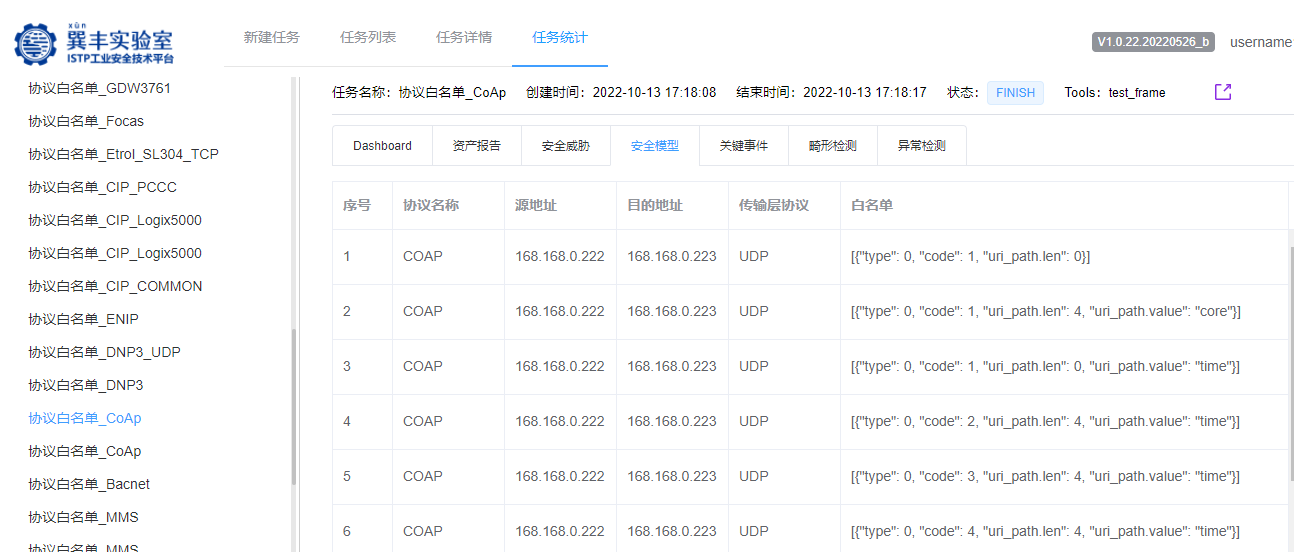 xùn
巽丰实验室
ISTP工业安全技术平台
新建任务 任务列表 任务详情 任务统计
V1.0.22.20220526_b username
协议白名单_GDW3761
协议白名单_Focas
协议白名单_Etrol_SL304_TCP
协议白名单_CIP_PCCC
协议白名单_CIP_Logix5000
协议白名单_CIP_Logix5000
协议白名单_CIP_COMMON
协议白名单_ENIP
协议白名单_DNP3_UDP
协议白名单_DNP3
协议白名单_CoAp
协议白名单_CoAp
协议白名单_Bacnet
协议白名单_MMS
协议白名单_MMS
任务名称：协议白名单_CoAp 创建时间：2022-10-13 17:18:08 结束时间：2022-10-13 17:18:17 状态： FINISH Tools：test_frame
Dashboard 资产报告 安全威胁 安全模型 关键事件 畸形检测 异常检测
序号 协议名称 源地址 目的地址 传输层协议 白名单
1 COAP 168.168.0.222 168.168.0.223 UDP [{"type": 0, "code": 1, "uri_path.len": 0}]
2 COAP 168.168.0.222 168.168.0.223 UDP [{"type": 0, "code": 1, "uri_path.len": 4, "uri_path.value": "core"}]
3 COAP 168.168.0.222 168.168.0.223 UDP [{"type": 0, "code": 1, "uri_path.len": 0, "uri_path.value": "time"}]
4 COAP 168.168.0.222 168.168.0.223 UDP [{"type": 0, "code": 2, "uri_path.len": 4, "uri_path.value": "time"}]
5 COAP 168.168.0.222 168.168.0.223 UDP [{"type": 0, "code": 3, "uri_path.len": 4, "uri_path.value": "time"}]
6 COAP 168.168.0.222 168.168.0.223 UDP [{"type": 0, "code": 4, "uri_path.len": 4, "uri_path.value": "time"}]